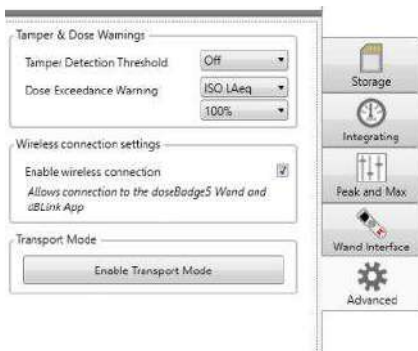 Tamper & Dose Warnings
Tamper Detection Threshold
Off
Dose Exceedance Warning
ISO LAeq
100%
Wireless connection settings
Enable wireless connection
Allows connection to the doseBadge5 Wand and
dBLink App
Transport Mode
Enable Transport Mode
Storage
Integrating
Peak and Max
Wand Interface
Advanced